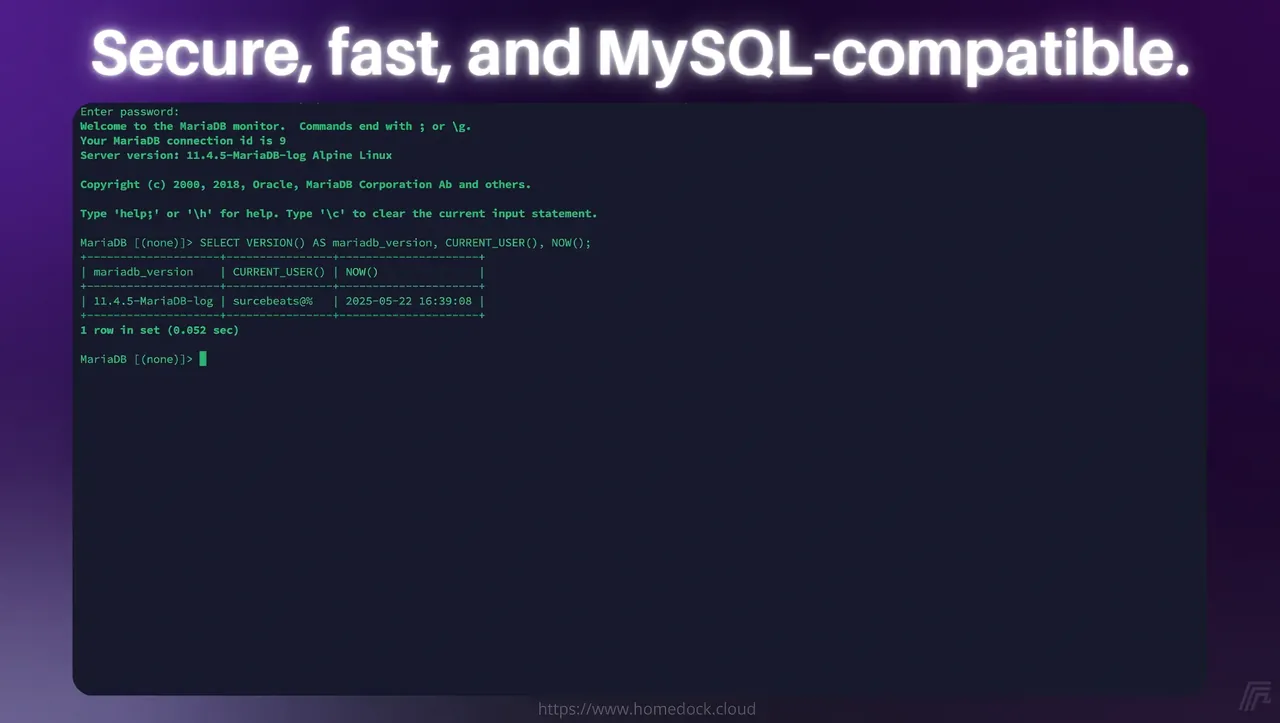 Secure, fast, and MySQL-compatible.
Enter password:
Welcome to the MariaDB monitor.  Commands end with ; or \g.
Your MariaDB connection id is 9
Server version: 11.4.5-MariaDB-log Alpine Linux
Copyright (c) 2000, 2018, Oracle, MariaDB Corporation Ab and others.
Type 'help;' or '\h' for help. Type '\c' to clear the current input statement.
MariaDB [(none)]> SELECT VERSION() AS mariadb_version, CURRENT_USER(), NOW();
+---------------------+----------------+---------------------+
| mariadb_version    | CURRENT_USER() | NOW()               |
+---------------------+----------------+---------------------+
| 11.4.5-MariaDB-log | surcebeats@%   | 2025-05-22 16:39:08 |
+---------------------+----------------+---------------------+
1 row in set (0.052 sec)
MariaDB [(none)]>
https://www.homedock.cloud